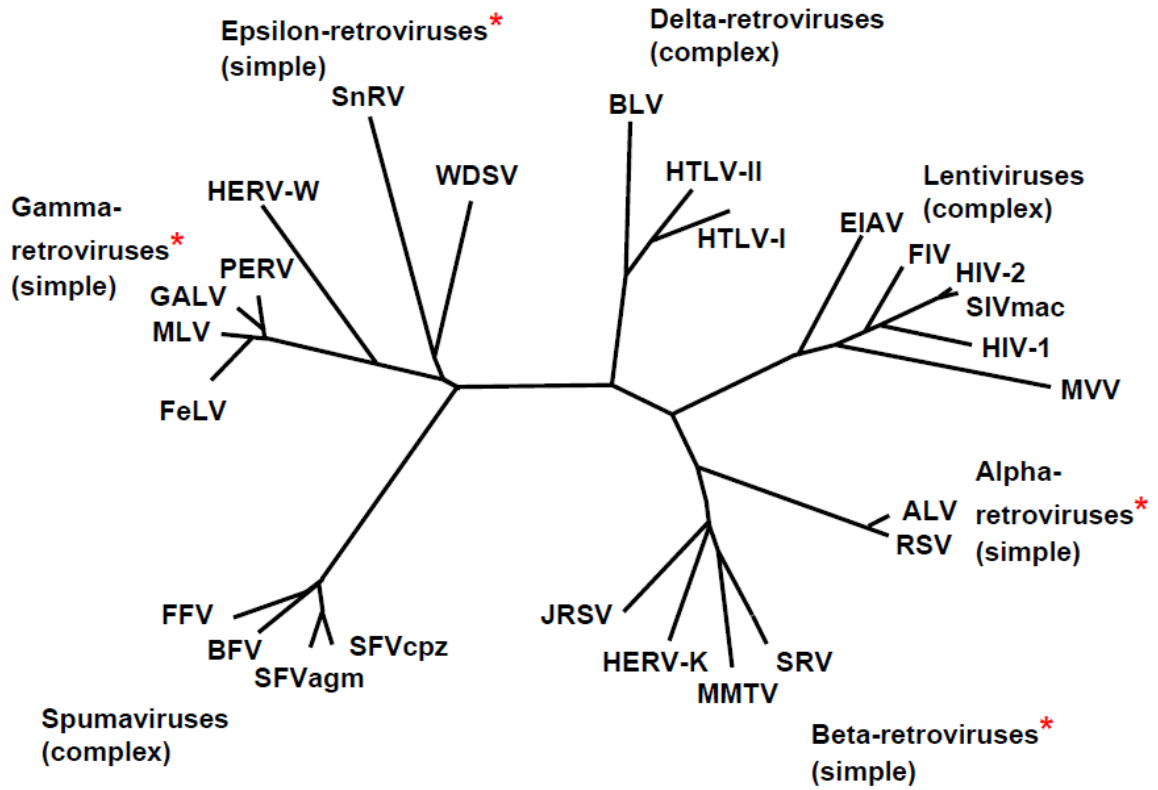 Epsilon-retroviruses*
(simple)
SnRV
WDSV
Delta-retroviruses
(complex)
BLV
HTLV-II
HTLV-I
Lentiviruses
(complex)
EIAV
FIV
HIV-2
SIVmac
HIV-1
MVV
Gamma-
retroviruses*
(simple)
HERV-W
PERV
GALV
MLV
FeLV
Alpha-
retroviruses*
(simple)
ALV
RSV
FFV
BFV
SFVagm
SFVcpz
Spumaviruses
(complex)
JRSV
HERV-K
MMTV
SRV
Beta-retroviruses*
(simple)